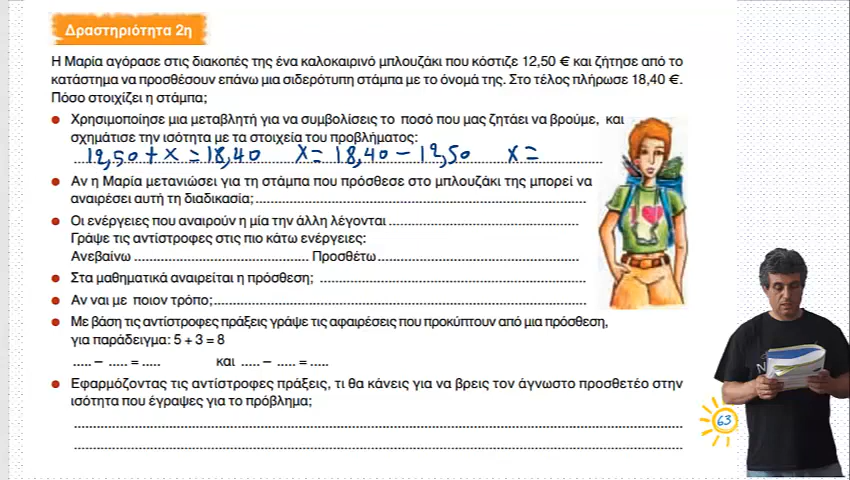 Δραστηριότητα 2η
Η Μαρία αγόρασε στις διακοπές της ένα καλοκαιρινό μπλουζάκι που κόστιζε 12,50 € και ζήτησε από το
κατάστημα να προσθέσουν επάνω μια σιδερότυπη στάμπα με το όνομά της. Στο τέλος πλήρωσε 18,40 €.
Πόσο στοιχίζει η στάμπα;
● Χρησιμοποίησε μια μεταβλητή για να συμβολίσεις το ποσό που μας ζητάει να βρούμε, και
σχημάτισε την ισότητα με τα στοιχεία του προβλήματος:
12,50 + x = 18,40 x = 18,40 - 12,50 x =
● Αν η Μαρία μετανιώσει για τη στάμπα που πρόσθεσε στο μπλουζάκι της μπορεί να
αναιρέσει αυτή τη διαδικασία; ..........
● Οι ενέργειες που αναιρούν η μία την άλλη λέγονται ..........
Γράψε τις αντίστροφες στις πιο κάτω ενέργειες:
Ανεβαίνω .......... Προσθέτω ..........
● Στα μαθηματικά αναιρείται η πρόσθεση; ..........
● Αν ναι με ποιον τρόπο; ..........
● Με βάση τις αντίστροφες πράξεις γράψε τις αφαιρέσεις που προκύπτουν από μια πρόσθεση,
για παράδειγμα: 5 + 3 = 8
..... – ..... = ..... και ..... – ..... = .....
● Εφαρμόζοντας τις αντίστροφες πράξεις, τι θα κάνεις για να βρεις τον άγνωστο προσθετέο στην
ισότητα που έγραψες για το πρόβλημα;
63